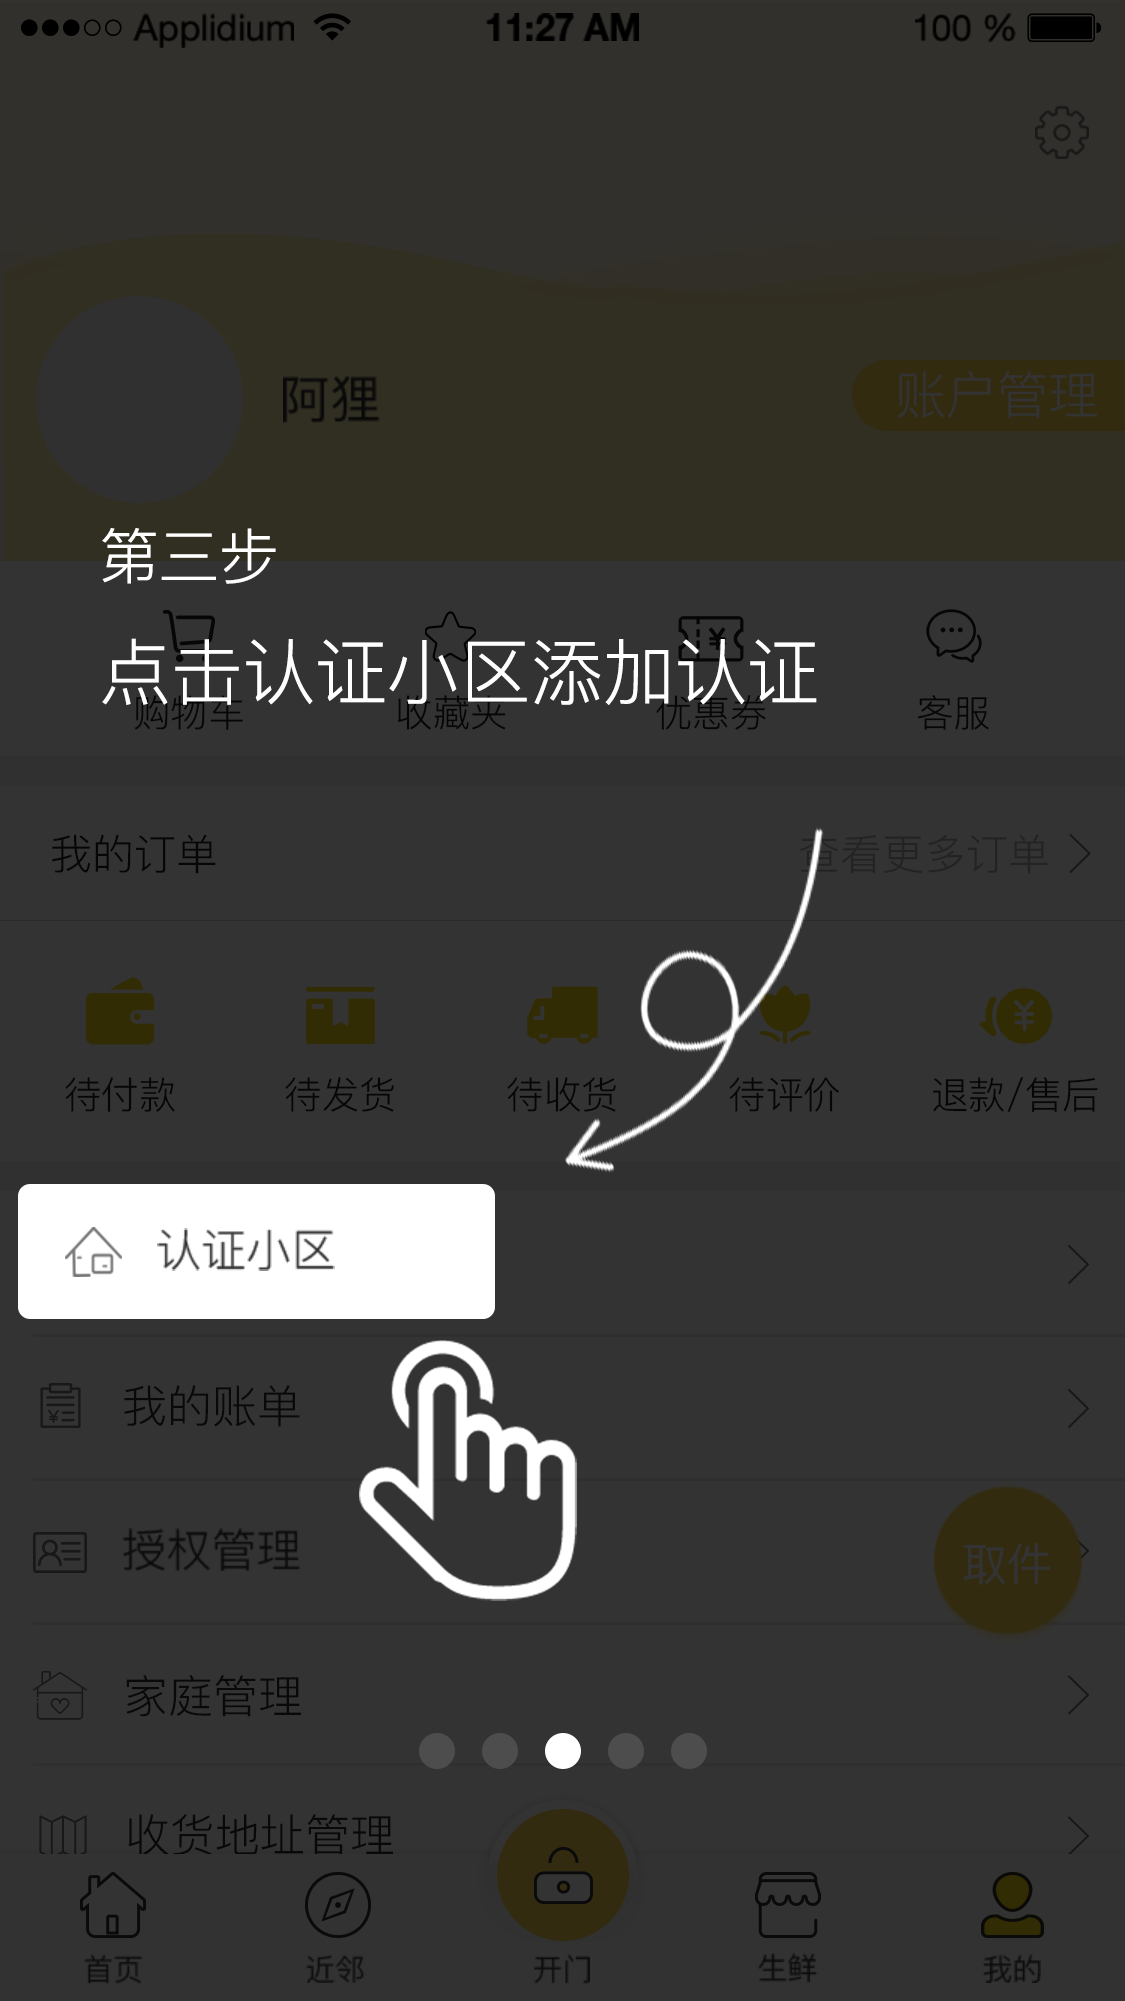 Applidium 11:27 AM 100 %
阿狸
账户管理
第三步
点击认证小区添加认证
购物车 收藏夹 优惠券 客服
我的订单 查看更多订单
待付款 待发货 待收货 待评价 退款/售后
认证小区
我的账单
授权管理
取件
家庭管理
收货地址管理
首页 近邻 开门 生鲜 我的